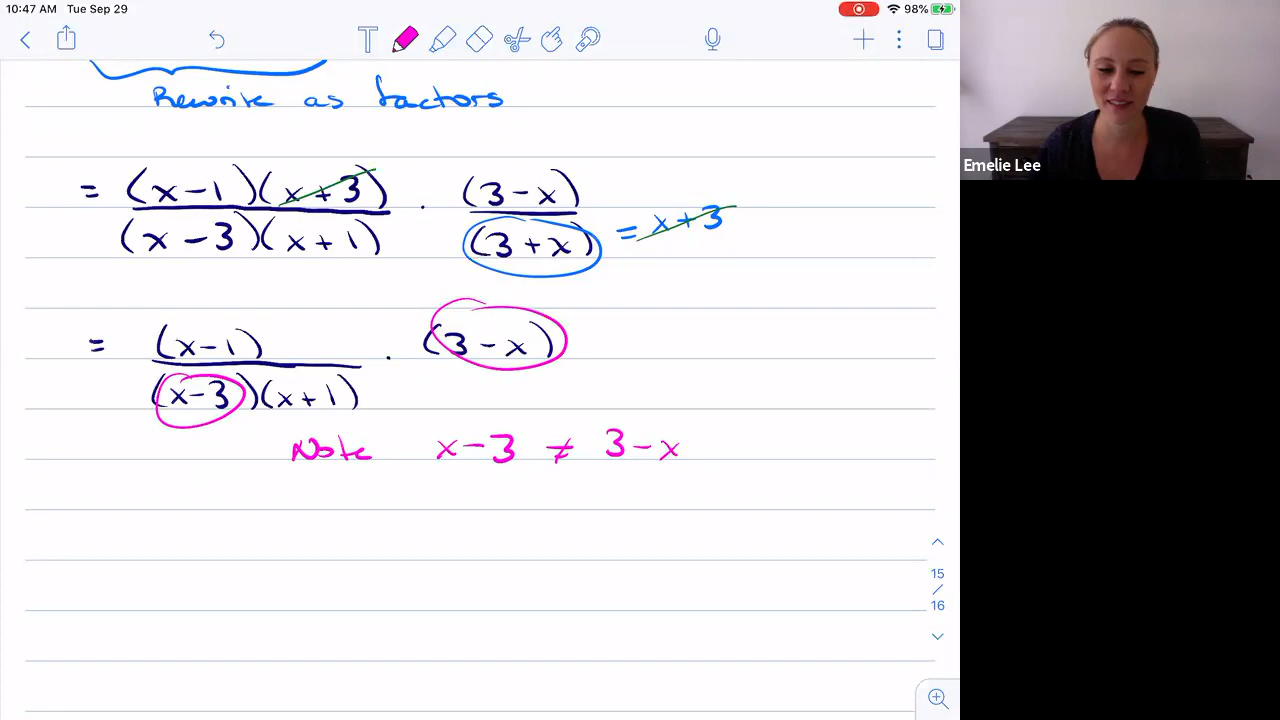 10:47 AM Tue Sep 29
98%
T
Rewrite as factors
= (x-1)(x+3) / (x-3)(x+1) · (3-x) / (3+x) = x+3
= (x-1) / (x-3)(x+1) · (3-x)
Note x-3 ≠ 3-x
15
/
16
Emelie Lee